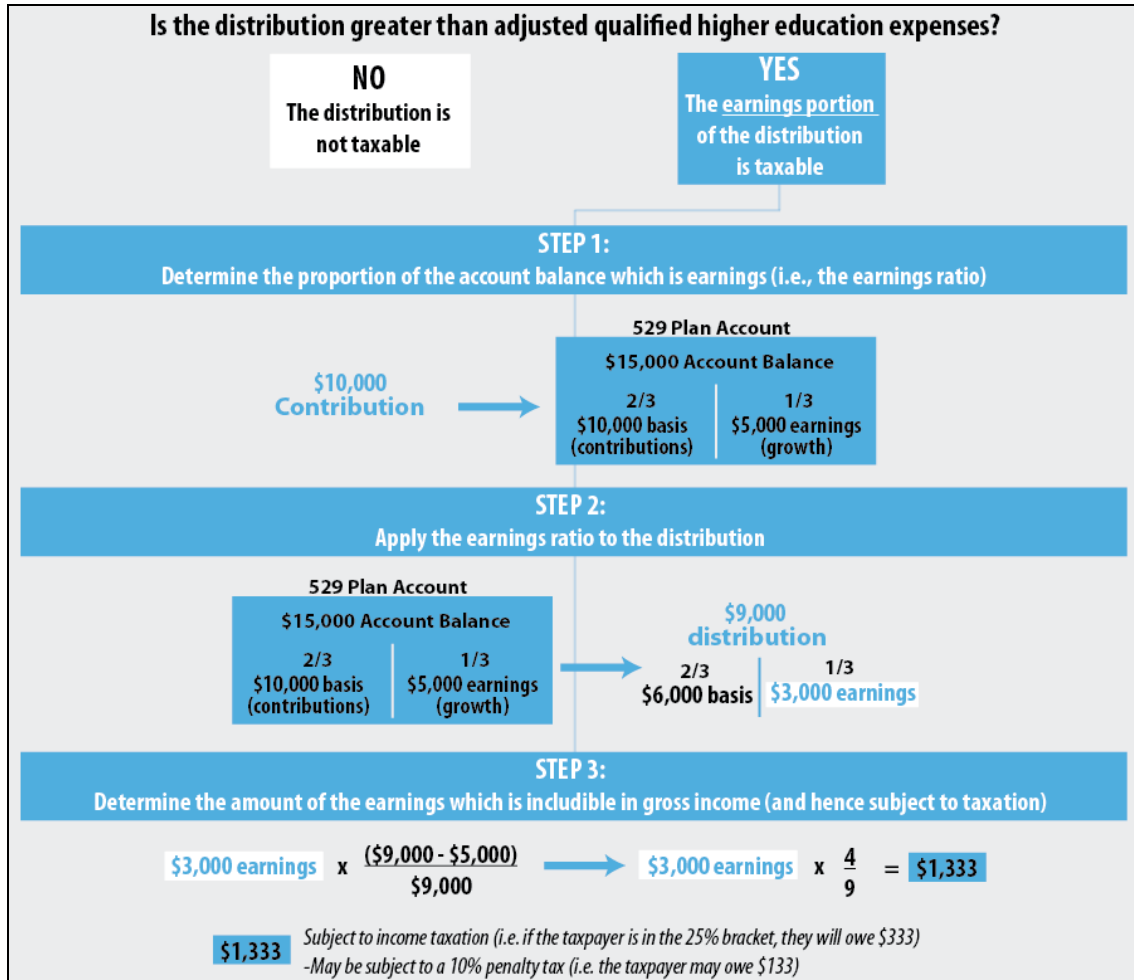 Is the distribution greater than adjusted qualified higher education expenses?
NO
The distribution is
not taxable
YES
The earnings portion
of the distribution
is taxable
STEP 1:
Determine the proportion of the account balance which is earnings (i.e., the earnings ratio)
$10,000
Contribution
529 Plan Account
$15,000 Account Balance
2/3
$10,000 basis
(contributions)
1/3
$5,000 earnings
(growth)
STEP 2:
Apply the earnings ratio to the distribution
529 Plan Account
$15,000 Account Balance
2/3
$10,000 basis
(contributions)
1/3
$5,000 earnings
(growth)
$9,000
distribution
2/3
$6,000 basis
1/3
$3,000 earnings
STEP 3:
Determine the amount of the earnings which is includible in gross income (and hence subject to taxation)
$3,000 earnings x ($9,000 - $5,000)
$9,000
$3,000 earnings x 4
9
= $1,333
$1,333
Subject to income taxation (i.e. if the taxpayer is in the 25% bracket, they will owe $333)
-May be subject to a 10% penalty tax (i.e. the taxpayer may owe $133)